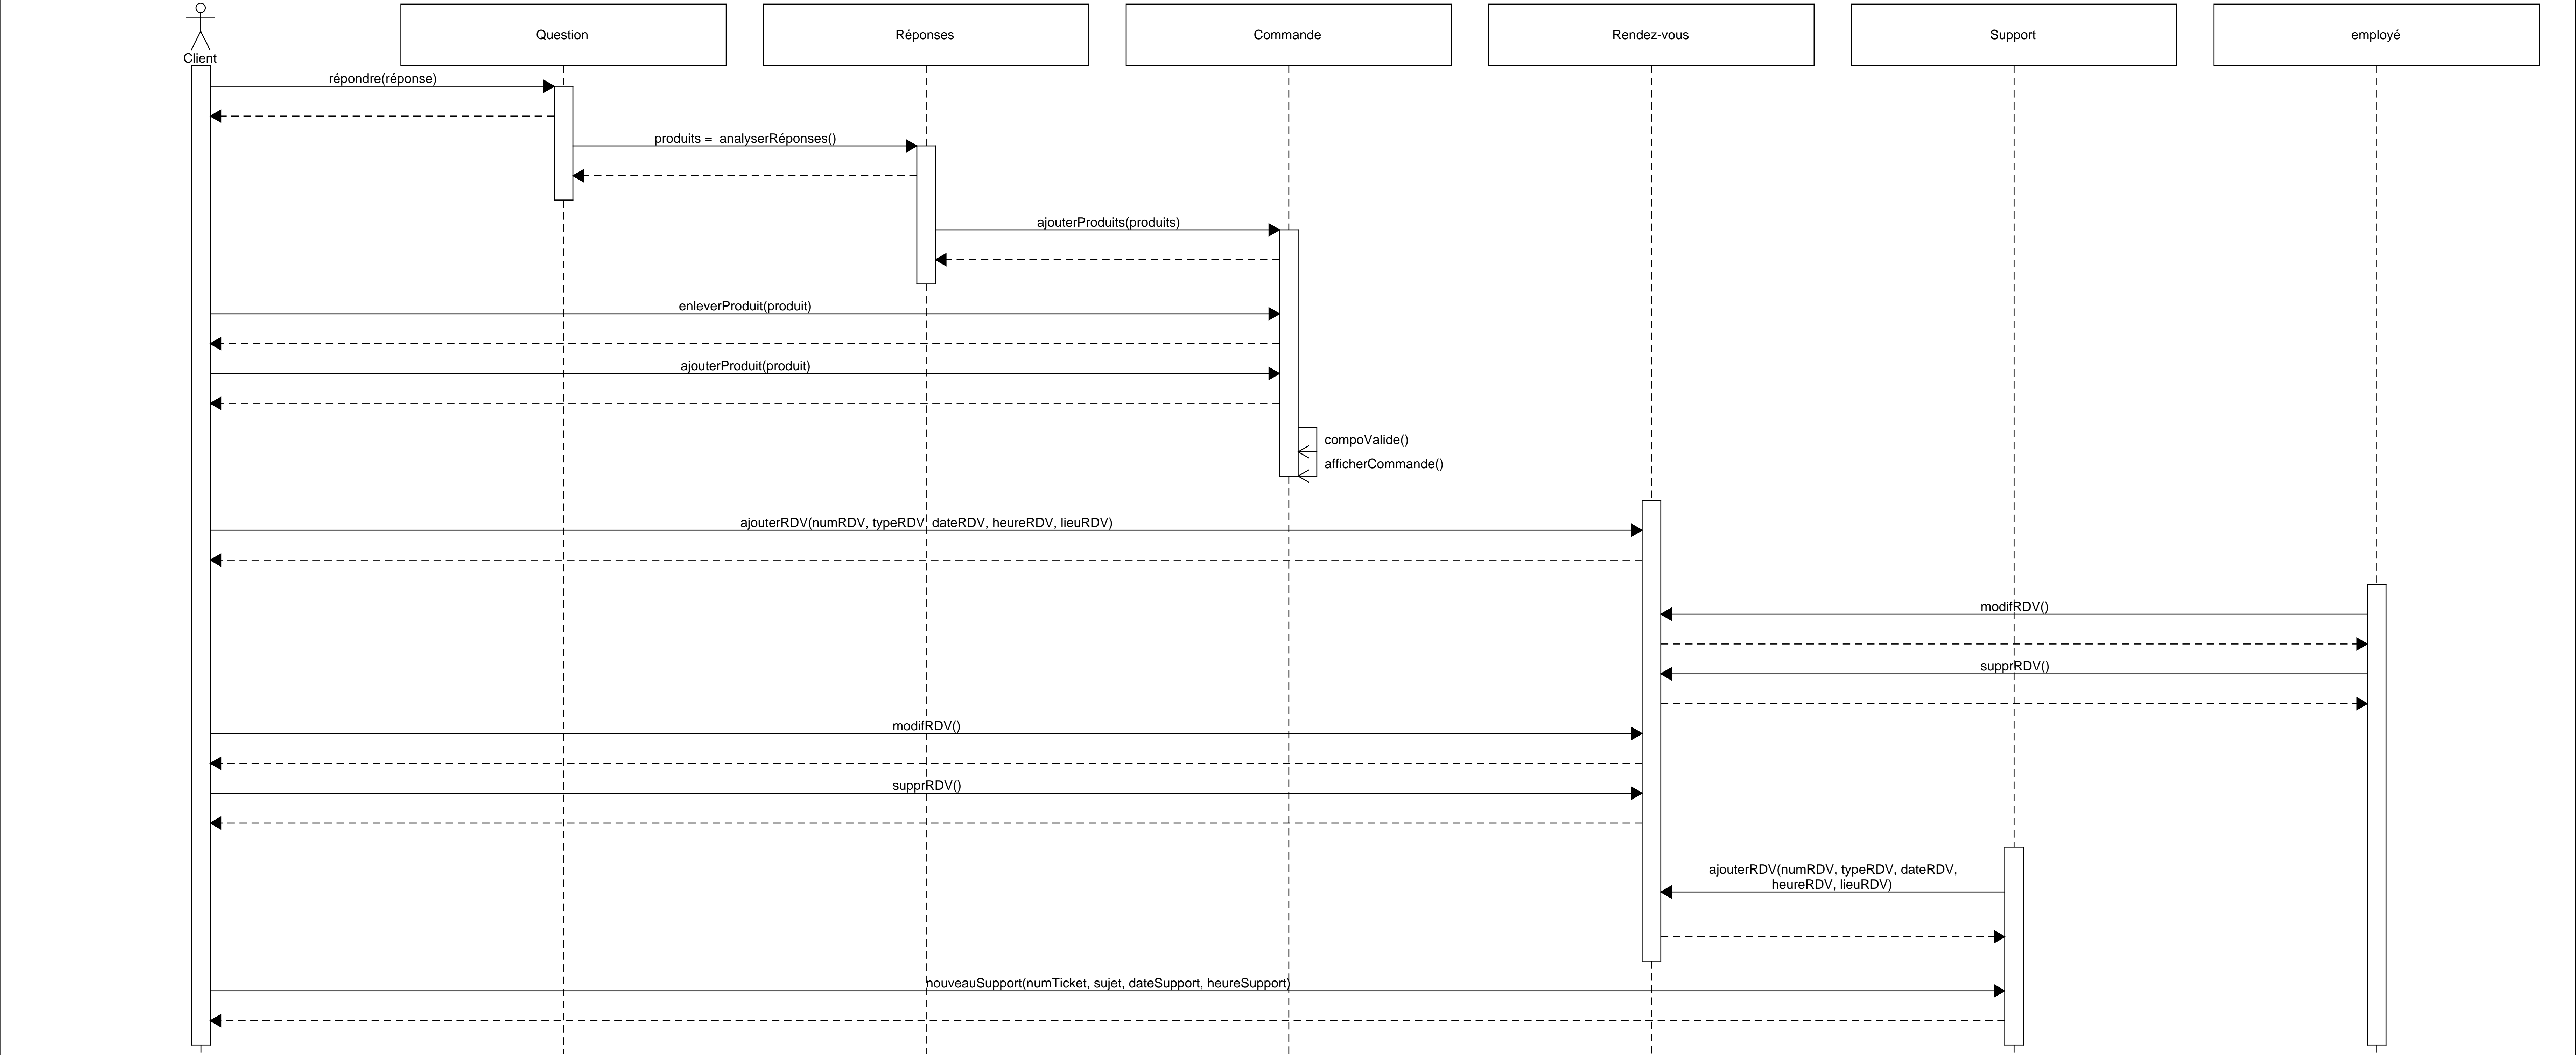 Client
Question
Réponses
Commande
Rendez-vous
Support
employé
répondre(réponse)
produits =  analyserRéponses()
ajouterProduits(produits)
enleverProduit(produit)
ajouterProduit(produit)
compoValide()
afficherCommande()
ajouterRDV(numRDV, typeRDV, dateRDV, heureRDV, lieuRDV)
modifRDV()
supprRDV()
modifRDV()
supprRDV()
ajouterRDV(numRDV, typeRDV, dateRDV,
heureRDV, lieuRDV)
nouveauSupport(numTicket, sujet, dateSupport, heureSupport)